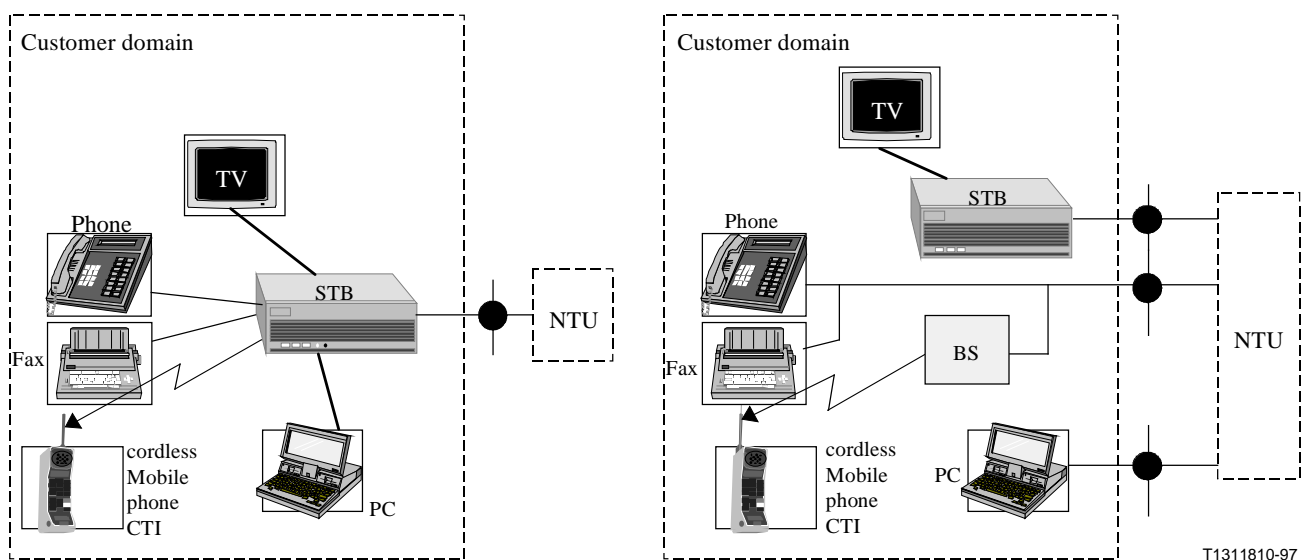 Customer domain
TV
Phone
STB
NTU
Fax
cordless
Mobile
phone
CTI
PC
Customer domain
TV
STB
Phone
NTU
BS
Fax
cordless
Mobile
phone
CTI
PC
T1311810-97